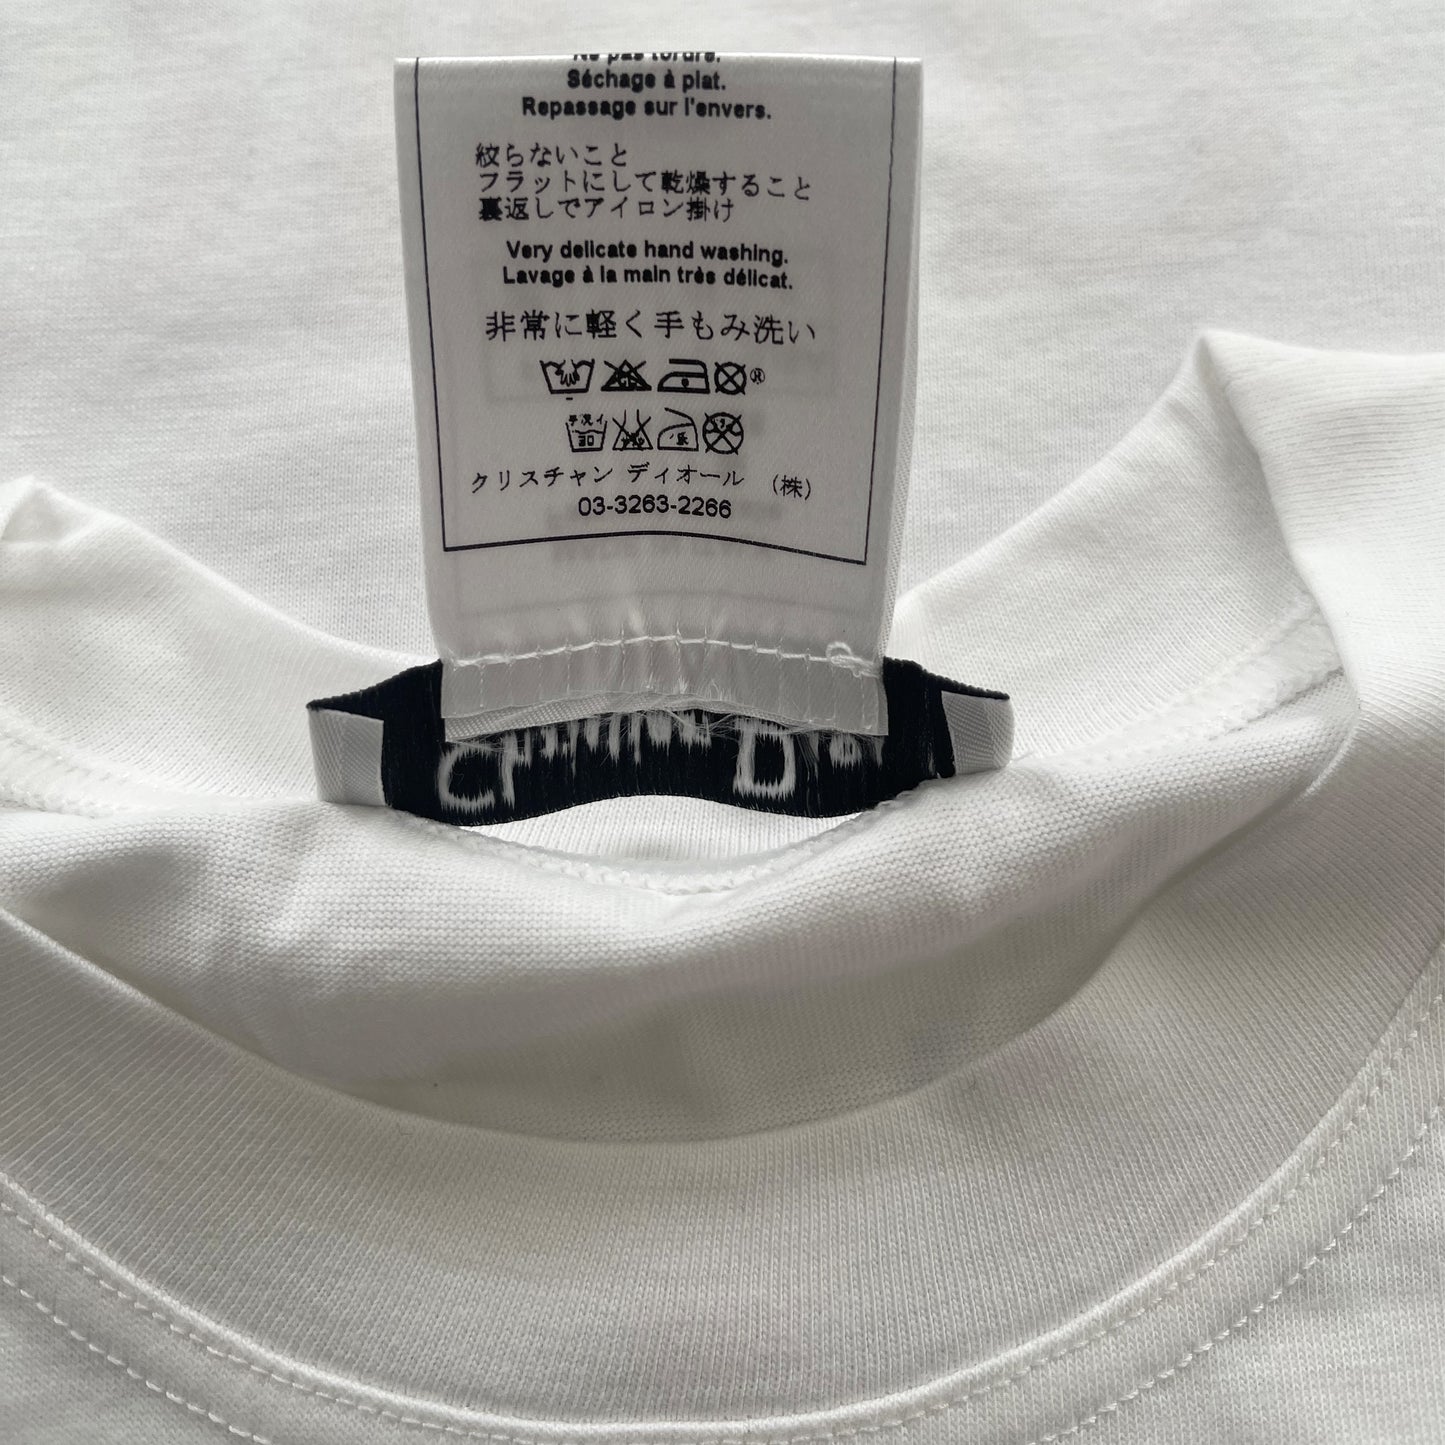 Ne pas tordre.
Séchage à plat.
Repassage sur l'envers.
絞らないこと
フラットにして乾燥すること
裏返しでアイロン掛け
Very delicate hand washing.
Lavage à la main très délicat.
非常に軽く手もみ洗い
クリスチャン ディオール (株)
03-3263-2266